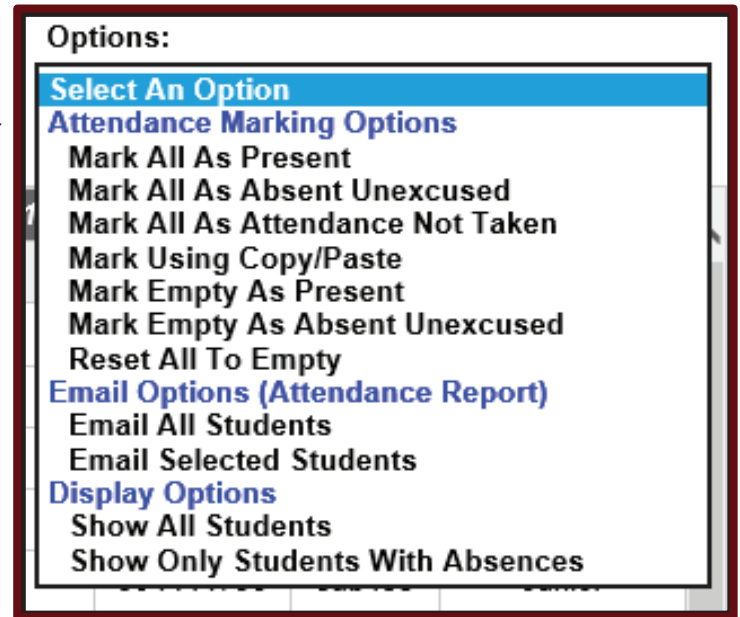 Options:
Select An Option
Attendance Marking Options
Mark All As Present
Mark All As Absent Unexcused
Mark All As Attendance Not Taken
Mark Using Copy/Paste
Mark Empty As Present
Mark Empty As Absent Unexcused
Reset All To Empty
Email Options (Attendance Report)
Email All Students
Email Selected Students
Display Options
Show All Students
Show Only Students With Absences